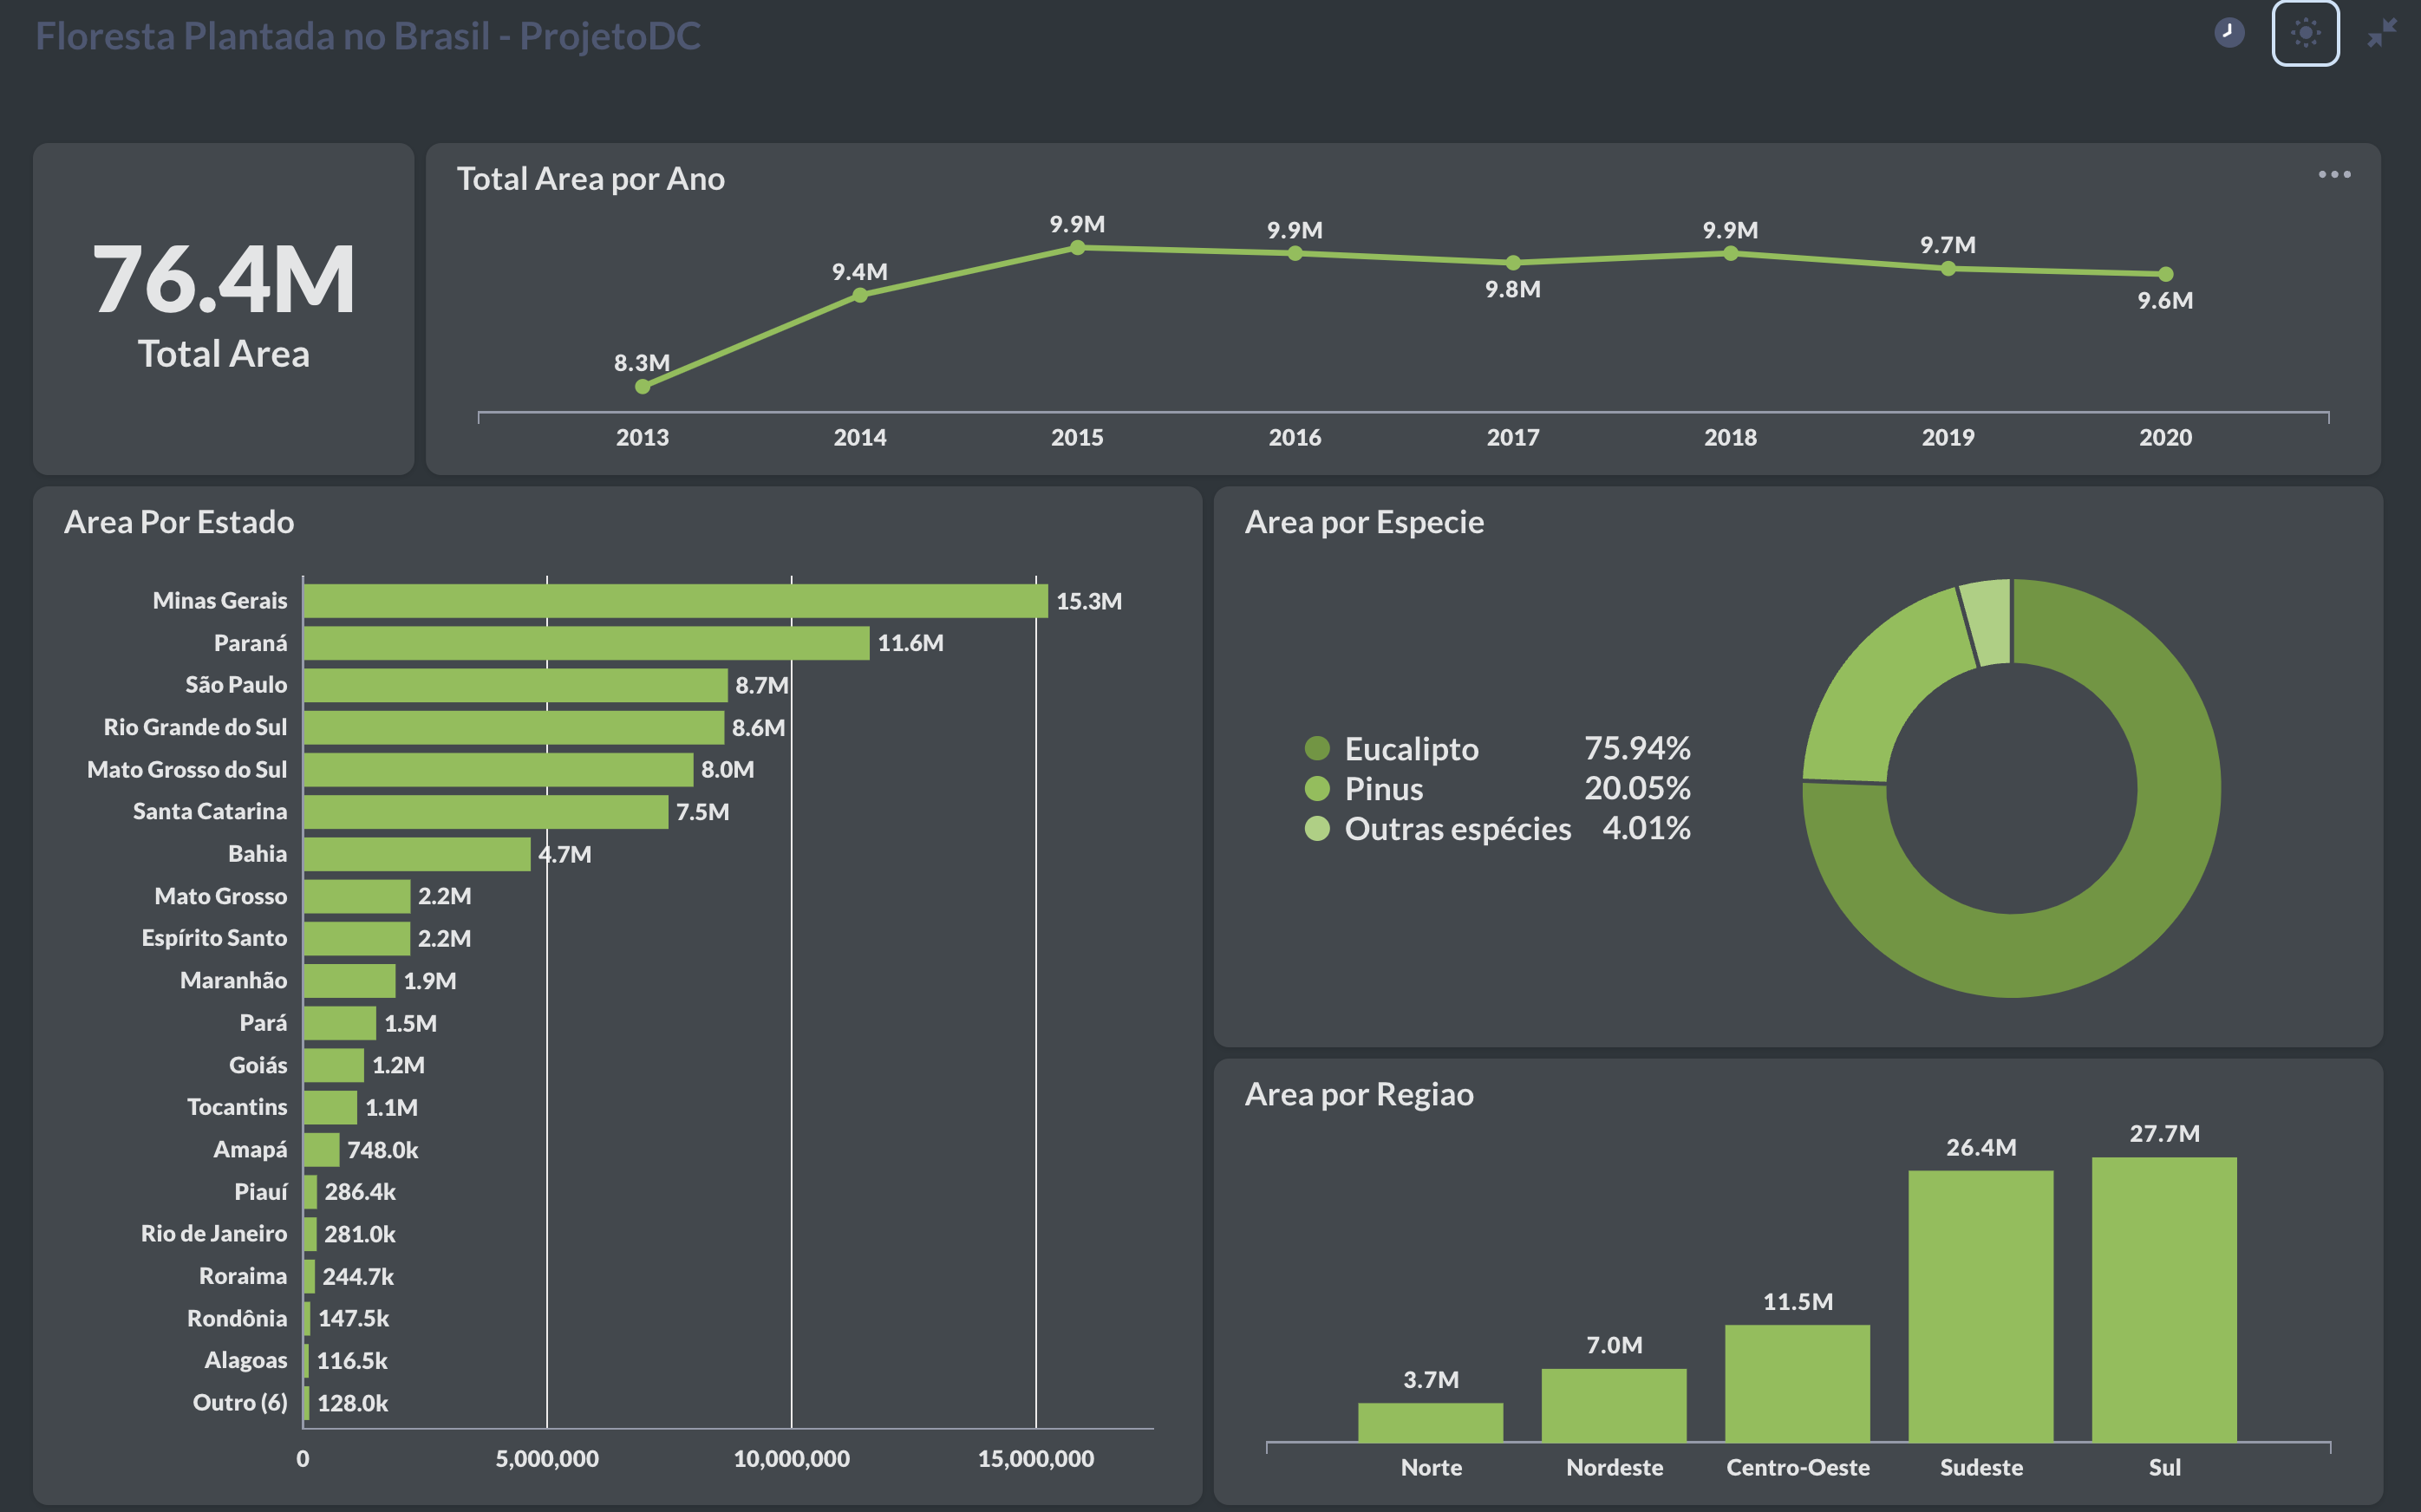 Floresta Plantada no Brasil - ProjetoDC
76.4M
Total Area
Total Area por Ano
8.3M
9.4M
9.9M
9.9M
9.8M
9.9M
9.7M
9.6M
2013 2014 2015 2016 2017 2018 2019 2020
Area Por Estado
Minas Gerais 15.3M
Paraná 11.6M
São Paulo 8.7M
Rio Grande do Sul 8.6M
Mato Grosso do Sul 8.0M
Santa Catarina 7.5M
Bahia 4.7M
Mato Grosso 2.2M
Espírito Santo 2.2M
Maranhão 1.9M
Pará 1.5M
Goiás 1.2M
Tocantins 1.1M
Amapá 748.0k
Piauí 286.4k
Rio de Janeiro 281.0k
Roraima 244.7k
Rondônia 147.5k
Alagoas 116.5k
Outro (6) 128.0k
0 5,000,000 10,000,000 15,000,000
Area por Especie
Eucalipto 75.94%
Pinus 20.05%
Outras espécies 4.01%
Area por Regiao
3.7M
7.0M
11.5M
26.4M
27.7M
Norte Nordeste Centro-Oeste Sudeste Sul